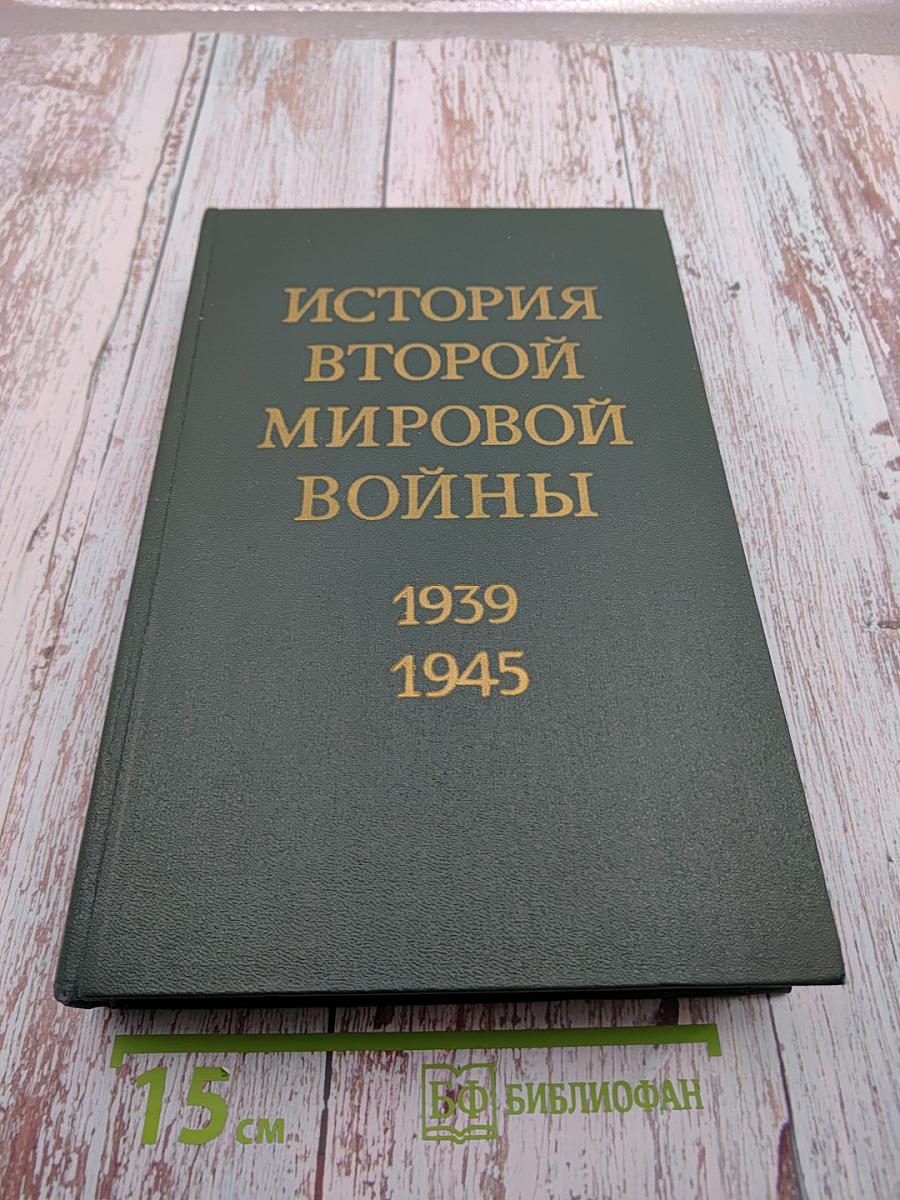 ИСТОРИЯ
ВТОРОЙ
МИРОВОЙ
ВОЙНЫ
1939
1945
15 см
БФ БИБЛИОФАН